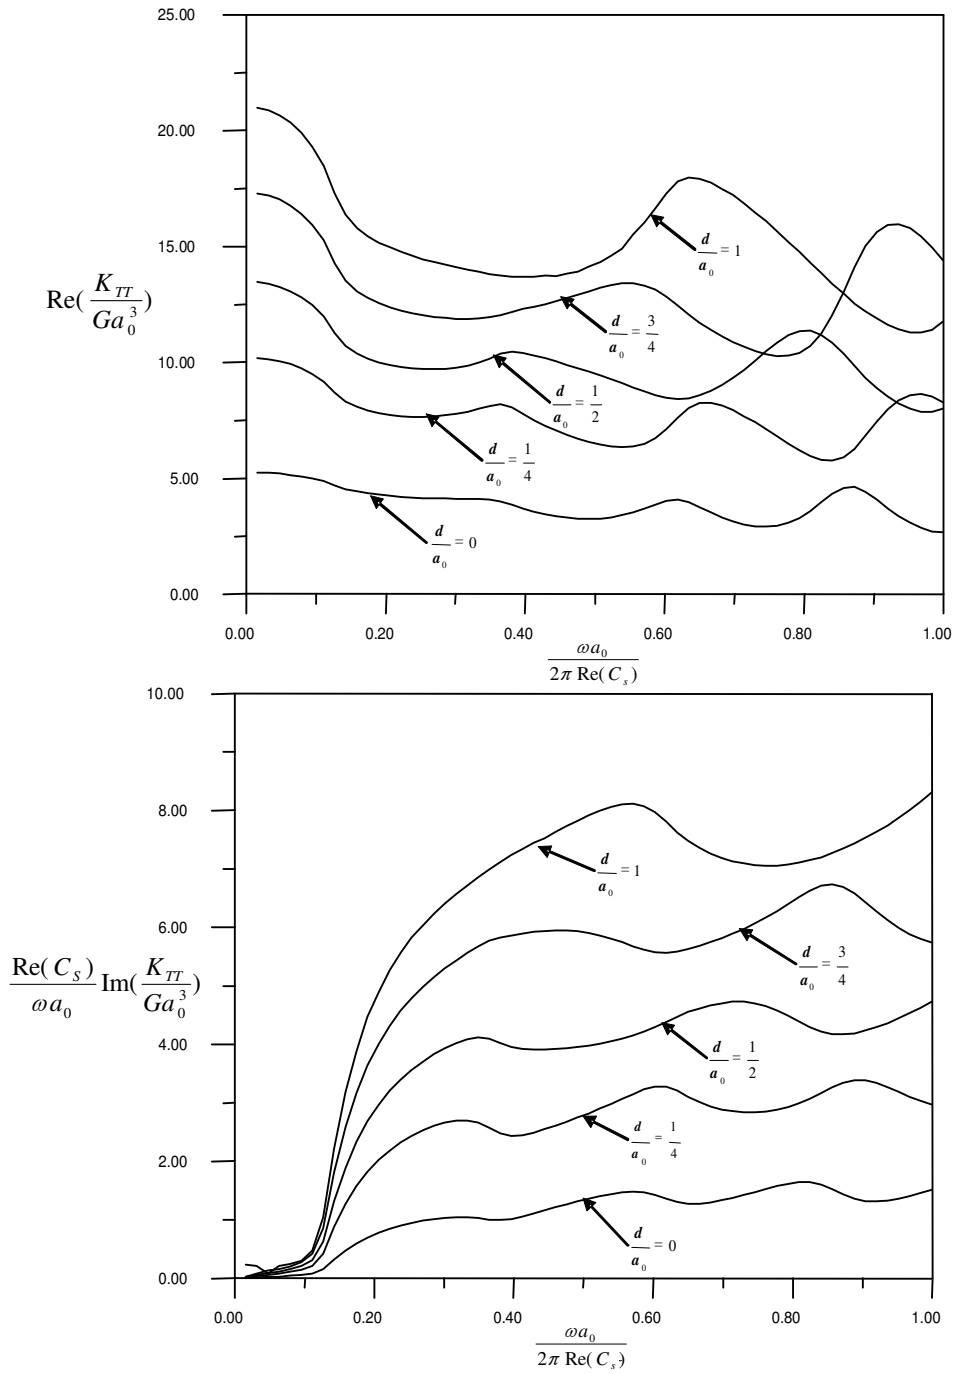 25.00
20.00
15.00
10.00
5.00
0.00
Re(K_TT / Ga_0^3)
d/a_0 = 1
d/a_0 = 3/4
d/a_0 = 1/2
d/a_0 = 1/4
d/a_0 = 0
0.00 0.20 0.40 0.60 0.80 1.00
ωa_0 / 2π Re(C_s)
10.00
8.00
6.00
4.00
2.00
0.00
Re(C_S) / ωa_0 Im(K_TT / Ga_0^3)
d/a_0 = 1
d/a_0 = 3/4
d/a_0 = 1/2
d/a_0 = 1/4
d/a_0 = 0
0.00 0.20 0.40 0.60 0.80 1.00
ωa_0 / 2π Re(C_s)